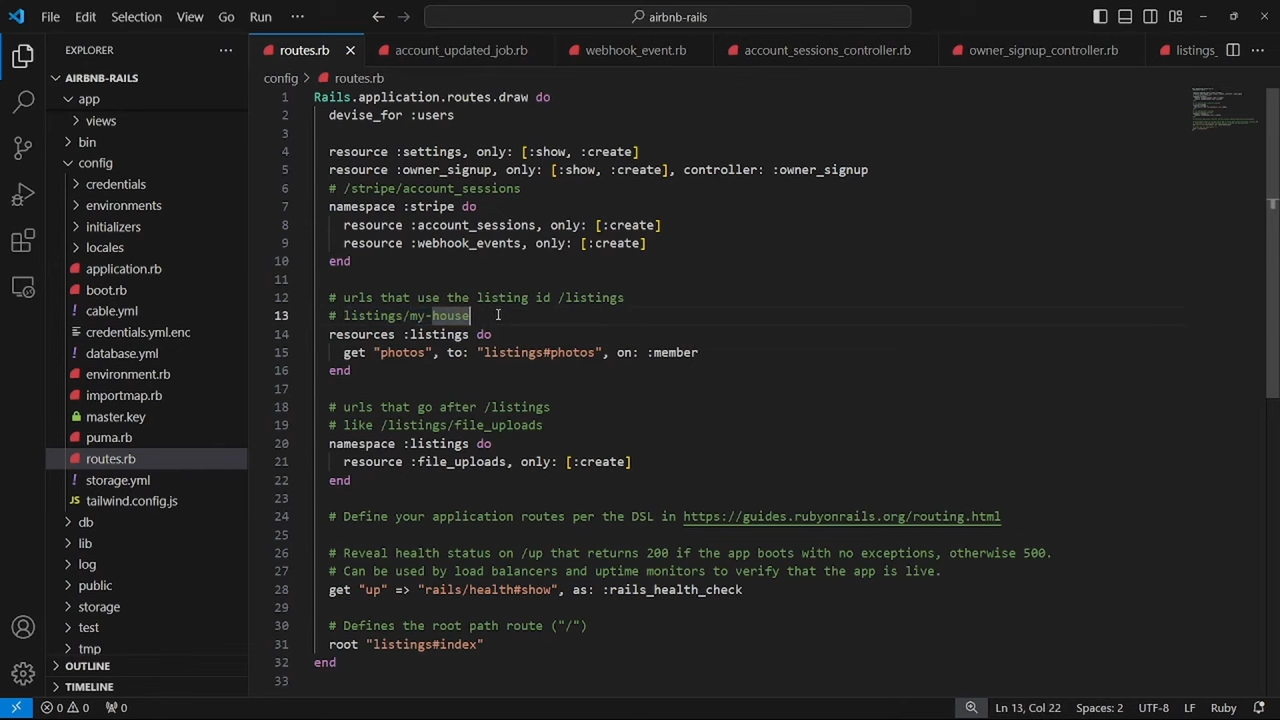 File Edit Selection View Go Run ··· airbnb-rails
EXPLORER ···
routes.rb account_updated_job.rb webhook_event.rb account_sessions_controller.rb owner_signup_controller.rb listings_ ···
AIRBNB-RAILS
app
views
bin
config
credentials
environments
initializers
locales
application.rb
boot.rb
cable.yml
credentials.yml.enc
database.yml
environment.rb
importmap.rb
master.key
puma.rb
routes.rb
storage.yml
tailwind.config.js
db
lib
log
public
storage
test
tmp
OUTLINE
TIMELINE
config > routes.rb
1 Rails.application.routes.draw do
2 devise_for :users
3
4 resource :settings, only: [:show, :create]
5 resource :owner_signup, only: [:show, :create], controller: :owner_signup
6 # /stripe/account_sessions
7 namespace :stripe do
8 resource :account_sessions, only: [:create]
9 resource :webhook_events, only: [:create]
10 end
11
12 # urls that use the listing id /listings
13 # listings/my-house
14 resources :listings do
15 get "photos", to: "listings#photos", on: :member
16 end
17
18 # urls that go after /listings
19 # like /listings/file_uploads
20 namespace :listings do
21 resource :file_uploads, only: [:create]
22 end
23
24 # Define your application routes per the DSL in https://guides.rubyonrails.org/routing.html
25
26 # Reveal health status on /up that returns 200 if the app boots with no exceptions, otherwise 500.
27 # Can be used by load balancers and uptime monitors to verify that the app is live.
28 get "up" => "rails/health#show", as: :rails_health_check
29
30 # Defines the root path route ("/")
31 root "listings#index"
32 end
33
0 0 0 Ln 13, Col 22 Spaces: 2 UTF-8 LF Ruby